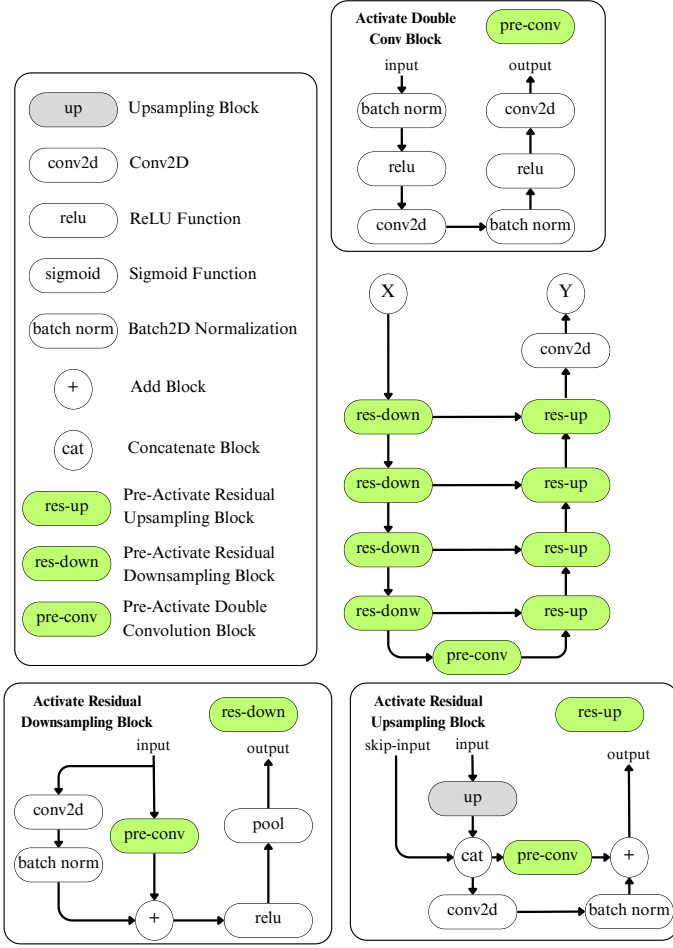 Activate Double
Conv Block
pre-conv
input
output
batch norm
conv2d
relu
relu
conv2d
batch norm
up
Upsampling Block
conv2d
Conv2D
relu
ReLU Function
sigmoid
Sigmoid Function
batch norm
Batch2D Normalization
+
Add Block
cat
Concatenate Block
res-up
Pre-Activate Residual
Upsampling Block
res-down
Pre-Activate Residual
Downsampling Block
pre-conv
Pre-Activate Double
Convolution Block
X
Y
conv2d
res-down
res-up
res-down
res-up
res-down
res-up
res-donw
res-up
pre-conv
Activate Residual
Downsampling Block
res-down
input
output
conv2d
pre-conv
pool
batch norm
+
relu
Activate Residual
Upsampling Block
res-up
skip-input
input
output
up
cat
pre-conv
+
conv2d
batch norm